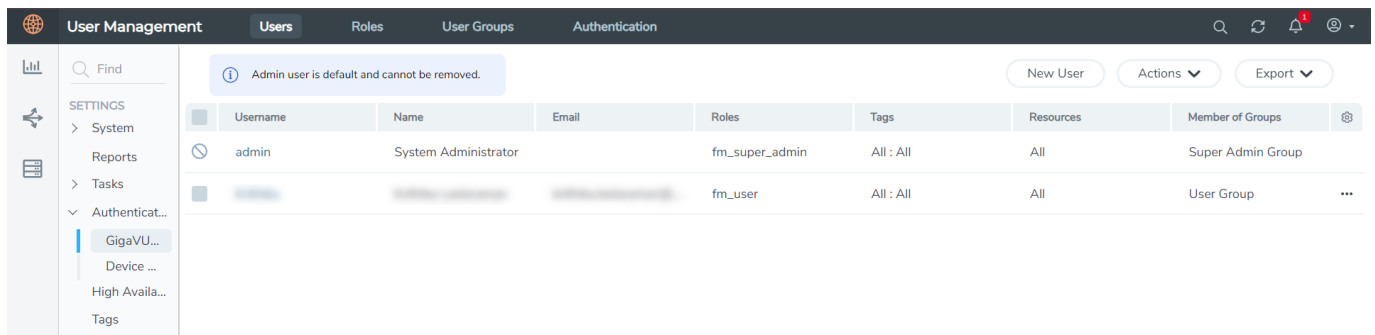 User Management Users Roles User Groups Authentication 1
Find
Admin user is default and cannot be removed. New User Actions Export
SETTINGS
System
Reports
Tasks
Authenticat...
GigaVU...
Device ...
High Availa...
Tags
Username Name Email Roles Tags Resources Member of Groups
admin System Administrator fm_super_admin All : All All Super Admin Group
fm_user All : All All User Group